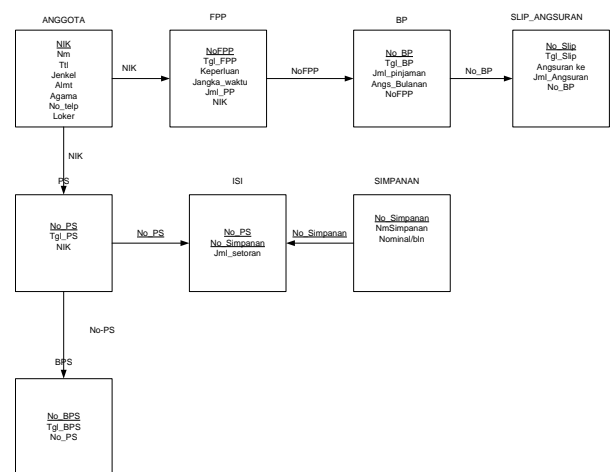 ANGGOTA
FPP
BP
SLIP_ANGSURAN
NIK
Nm
Ttl
Jenkel
Almt
Agama
No_telp
Loker
NIK
NoFPP
Tgl_FPP
Keperluan
Jangka_waktu
Jml_PP
NIK
NoFPP
No_BP
Tgl_BP
Jml_pinjaman
Angs_Bulanan
NoFPP
No_BP
No_Slip
Tgl_Slip
Angsuran ke
Jml_Angsuran
No_BP
NIK
PS
ISI
SIMPANAN
No_PS
Tgl_PS
NIK
No_PS
No_PS
No_Simpanan
Jml_setoran
No_Simpanan
No_Simpanan
NmSimpanan
Nominal/bln
No-PS
BPS
No_BPS
Tgl_BPS
No_PS